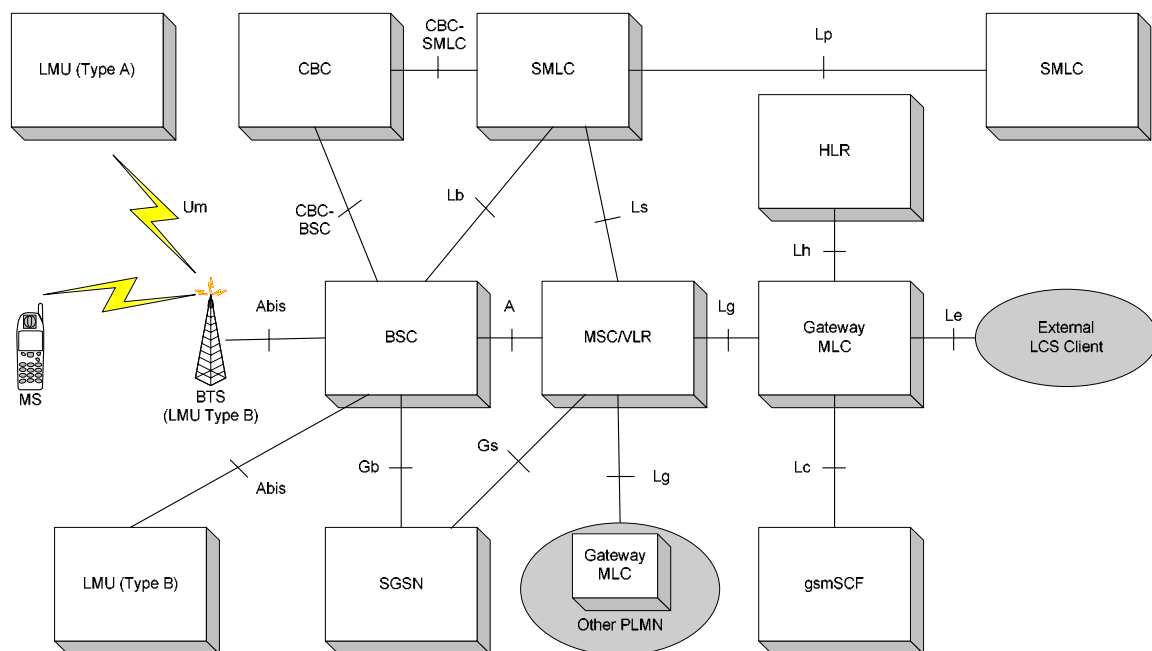 CBC-
SMLC
Lp
LMU (Type A)
CBC
SMLC
SMLC
HLR
Um
CBC-
BSC
Lb
Ls
Lh
Abis
BSC
A
MSC/VLR
Lg
Gateway
MLC
Le
External
LCS Client
MS
BTS
(LMU Type B)
Abis
Gb
Gs
Lg
Lc
LMU (Type B)
SGSN
Gateway
MLC
Other PLMN
gsmSCF